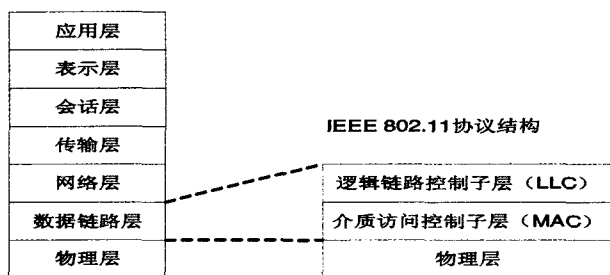 应用层
表示层
会话层
传输层
网络层
数据链路层
物理层
IEEE 802.11协议结构
逻辑链路控制子层（LLC）
介质访问控制子层（MAC）
物理层